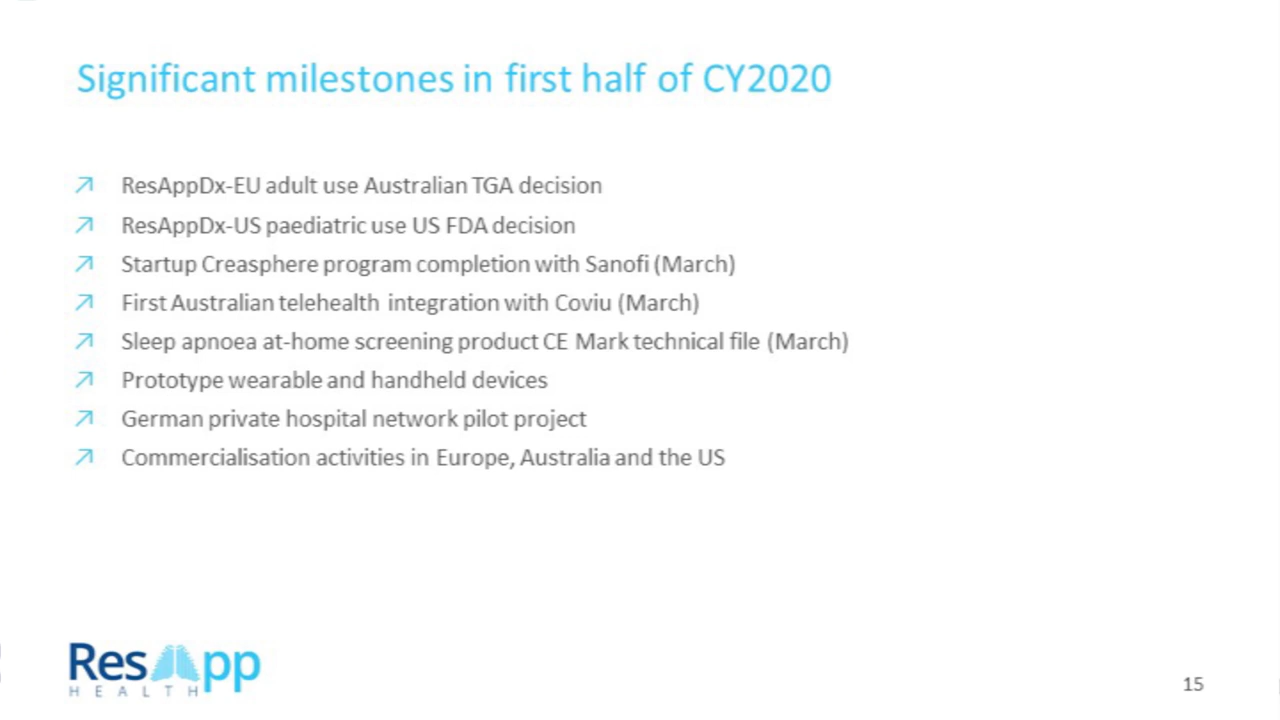 Significant milestones in first half of CY2020
ResAppDx-EU adult use Australian TGA decision
ResAppDx-US paediatric use US FDA decision
Startup Creasphere program completion with Sanofi (March)
First Australian telehealth integration with Coviu (March)
Sleep apnoea at-home screening product CE Mark technical file (March)
Prototype wearable and handheld devices
German private hospital network pilot project
Commercialisation activities in Europe, Australia and the US
ResApp
HEALTH
15